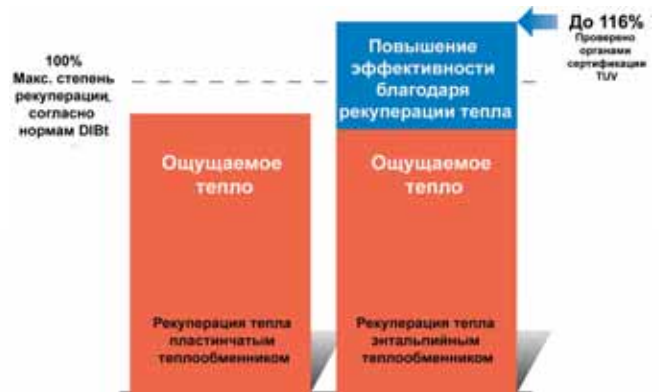 100%
Макс. степень
рекуперации,
согласно
нормам DIBt
Повышение
эффективности
благодаря
рекуперации тепла
До 116%
Проверено
органами
сертификации
TUV
Ощущаемое
тепло
Ощущаемое
тепло
Рекуперация тепла
пластинчатым
теплообменником
Рекуперация тепла
энтальпийным
теплообменником